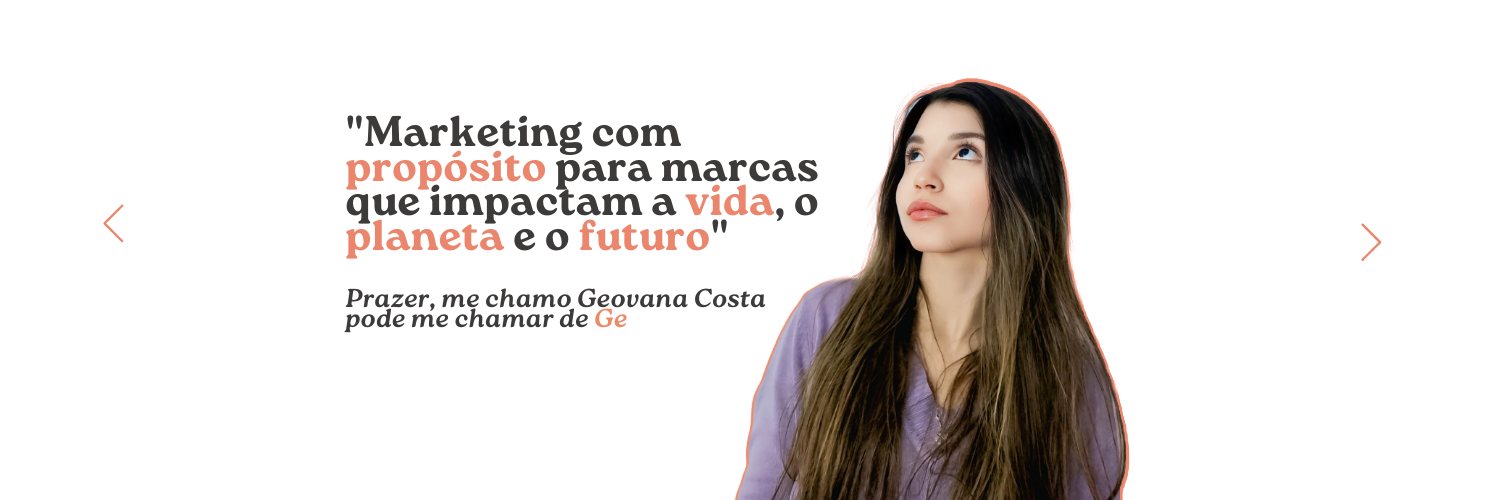 "Marketing com
propósito para marcas
que impactam a vida, o
planeta e o futuro"
Prazer, me chamo Geovana Costa
pode me chamar de Ge